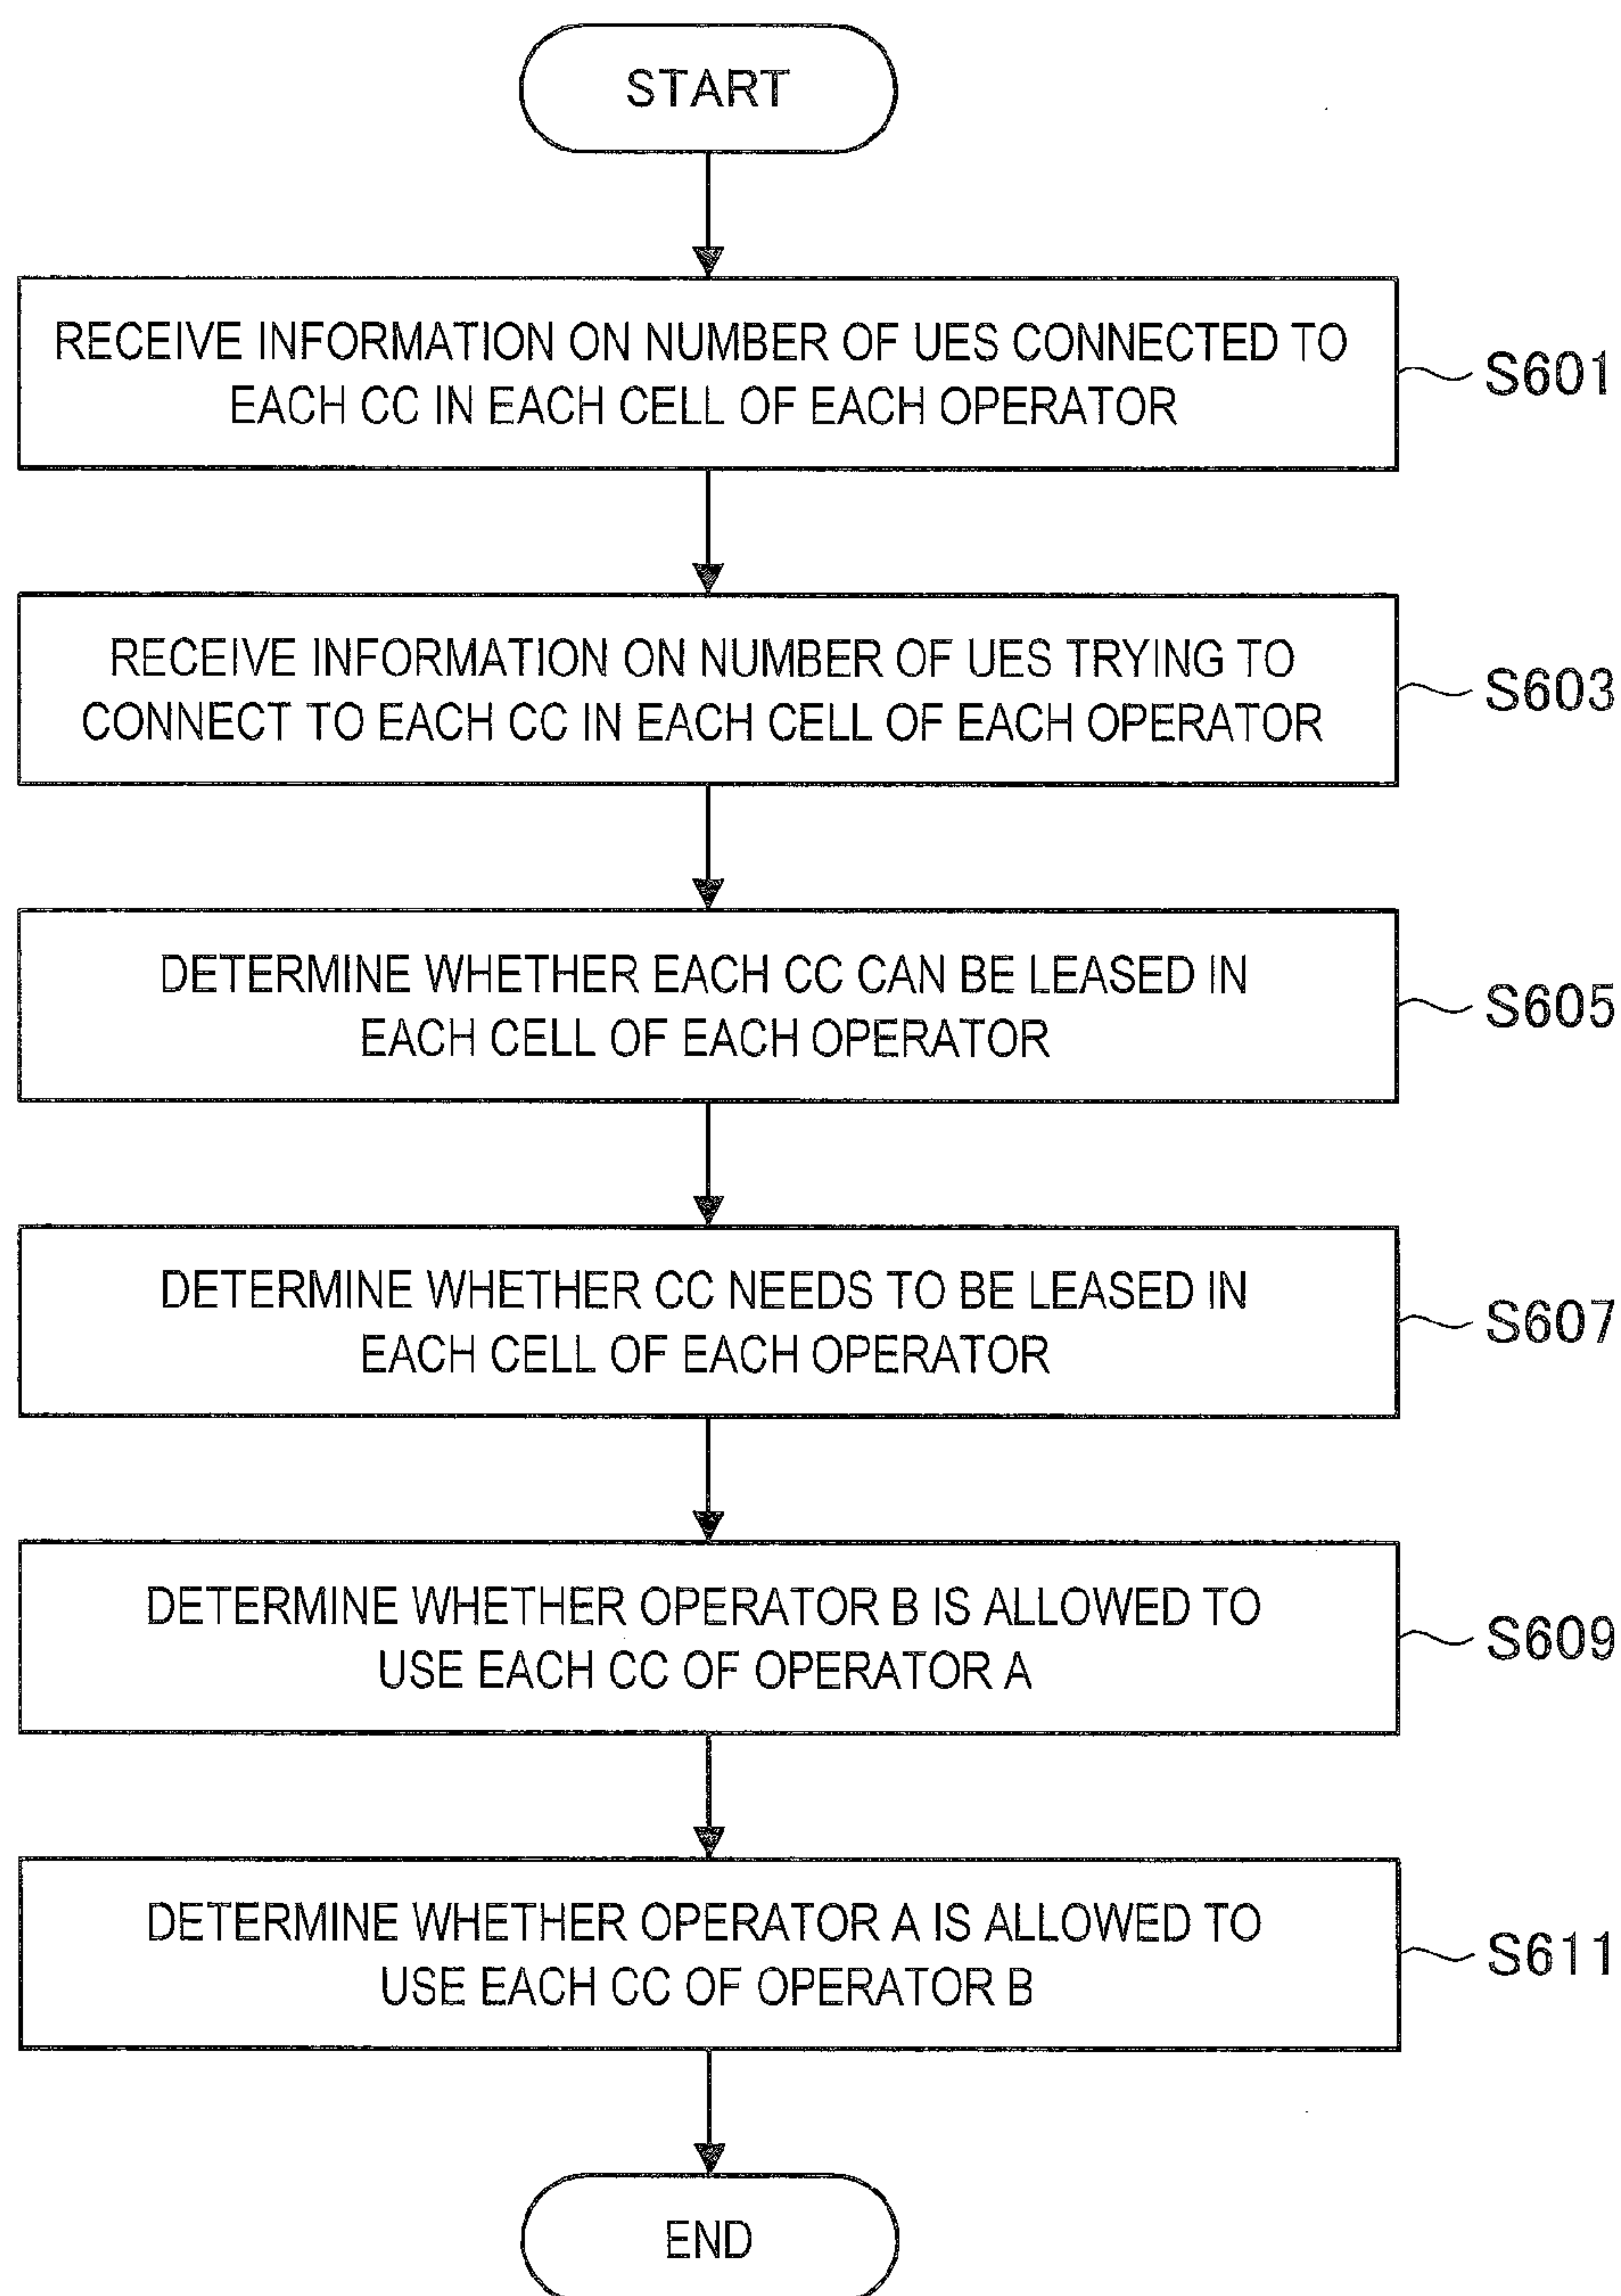 START
RECEIVE INFORMATION ON NUMBER OF UES CONNECTED TO
EACH CC IN EACH CELL OF EACH OPERATOR
S601
RECEIVE INFORMATION ON NUMBER OF UES TRYING TO
CONNECT TO EACH CC IN EACH CELL OF EACH OPERATOR
S603
DETERMINE WHETHER EACH CC CAN BE LEASED IN
EACH CELL OF EACH OPERATOR
S605
DETERMINE WHETHER CC NEEDS TO BE LEASED IN
EACH CELL OF EACH OPERATOR
S607
DETERMINE WHETHER OPERATOR B IS ALLOWED TO
USE EACH CC OF OPERATOR A
S609
DETERMINE WHETHER OPERATOR A IS ALLOWED TO
USE EACH CC OF OPERATOR B
S611
END